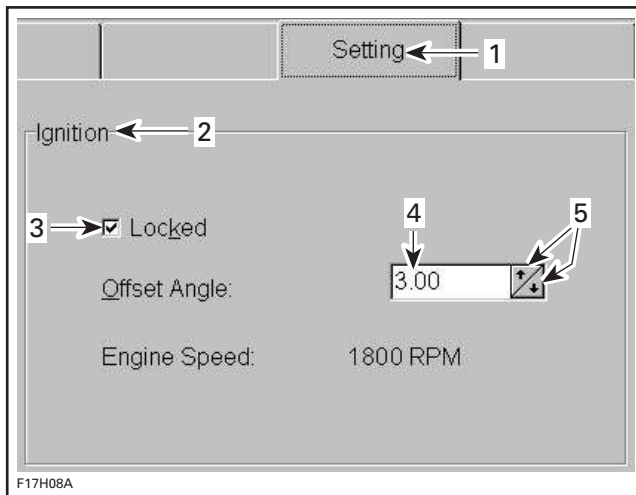 Setting 1
Ignition 2
3 Locked
4 5
Offset Angle: 3.00
Engine Speed: 1800 RPM
F17H08A